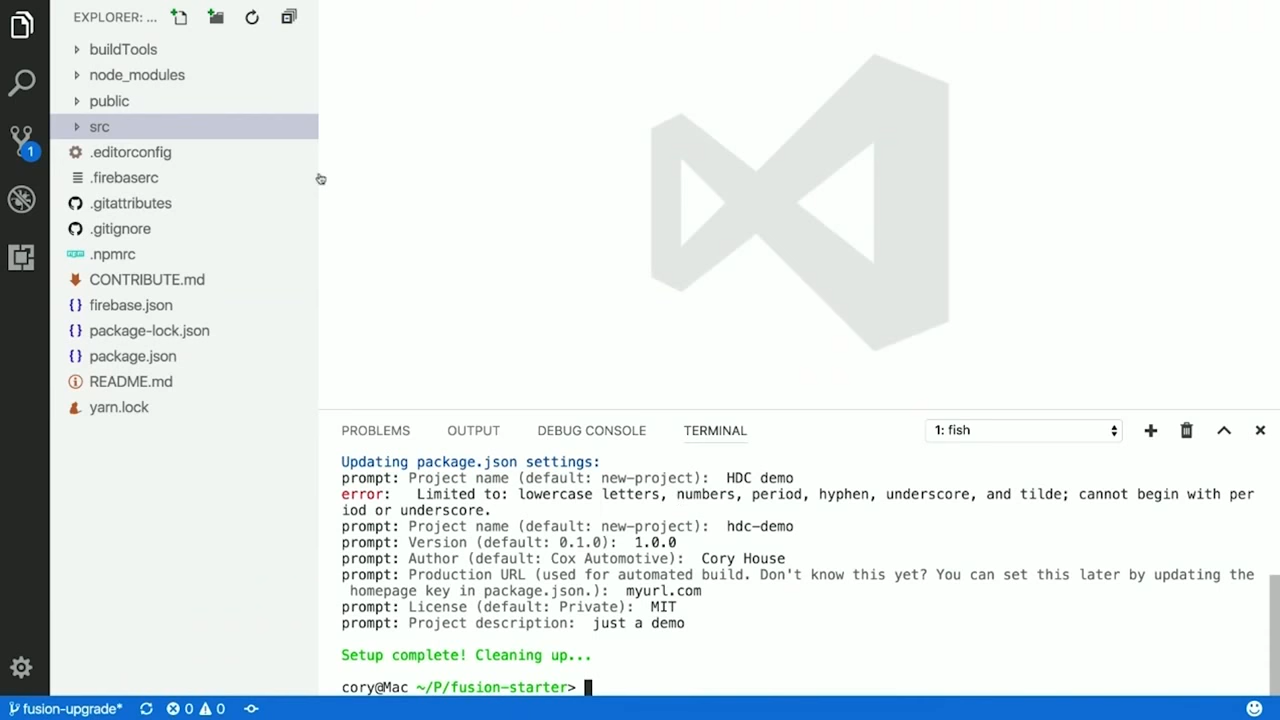 EXPLORER: ...
buildTools
node_modules
public
src
1
.editorconfig
.firebaserc
.gitattributes
.gitignore
.npmrc
CONTRIBUTE.md
{ } firebase.json
{ } package-lock.json
{ } package.json
README.md
yarn.lock
PROBLEMS OUTPUT DEBUG CONSOLE TERMINAL 1: fish
Updating package.json settings:
prompt: Project name (default: new-project):  HDC demo
error:   Limited to: lowercase letters, numbers, period, hyphen, underscore, and tilde; cannot begin with per
iod or underscore.
prompt: Project name (default: new-project):  hdc-demo
prompt: Version (default: 0.1.0):  1.0.0
prompt: Author (default: Cox Automotive):  Cory House
prompt: Production URL (used for automated build. Don't know this yet? You can set this later by updating the
 homepage key in package.json.):  myurl.com
prompt: License (default: Private):  MIT
prompt: Project description:  just a demo
Setup complete! Cleaning up...
cory@Mac ~/P/fusion-starter>
fusion-upgrade* 0 0